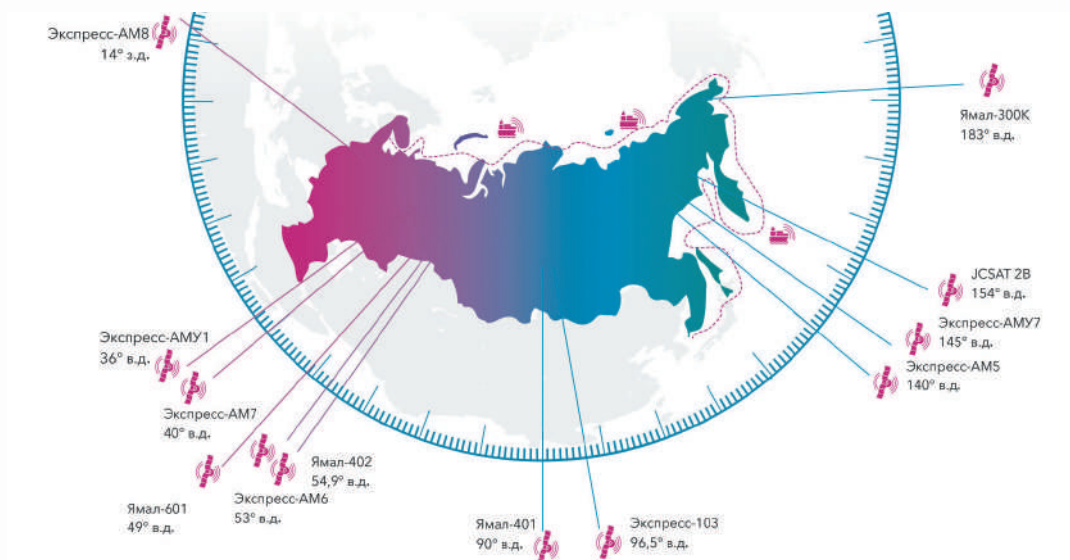 Экспресс-АМ8
14° з.д.
Ямал-300К
183° в.д.
JCSAT 2B
154° в.д.
Экспресс-АМУ7
145° в.д.
Экспресс-АМ5
140° в.д.
Экспресс-АМУ1
36° в.д.
Экспресс-АМ7
40° в.д.
Ямал-402
54,9° в.д.
Экспресс-АМ6
53° в.д.
Ямал-601
49° в.д.
Ямал-401
90° в.д.
Экспресс-103
96,5° в.д.